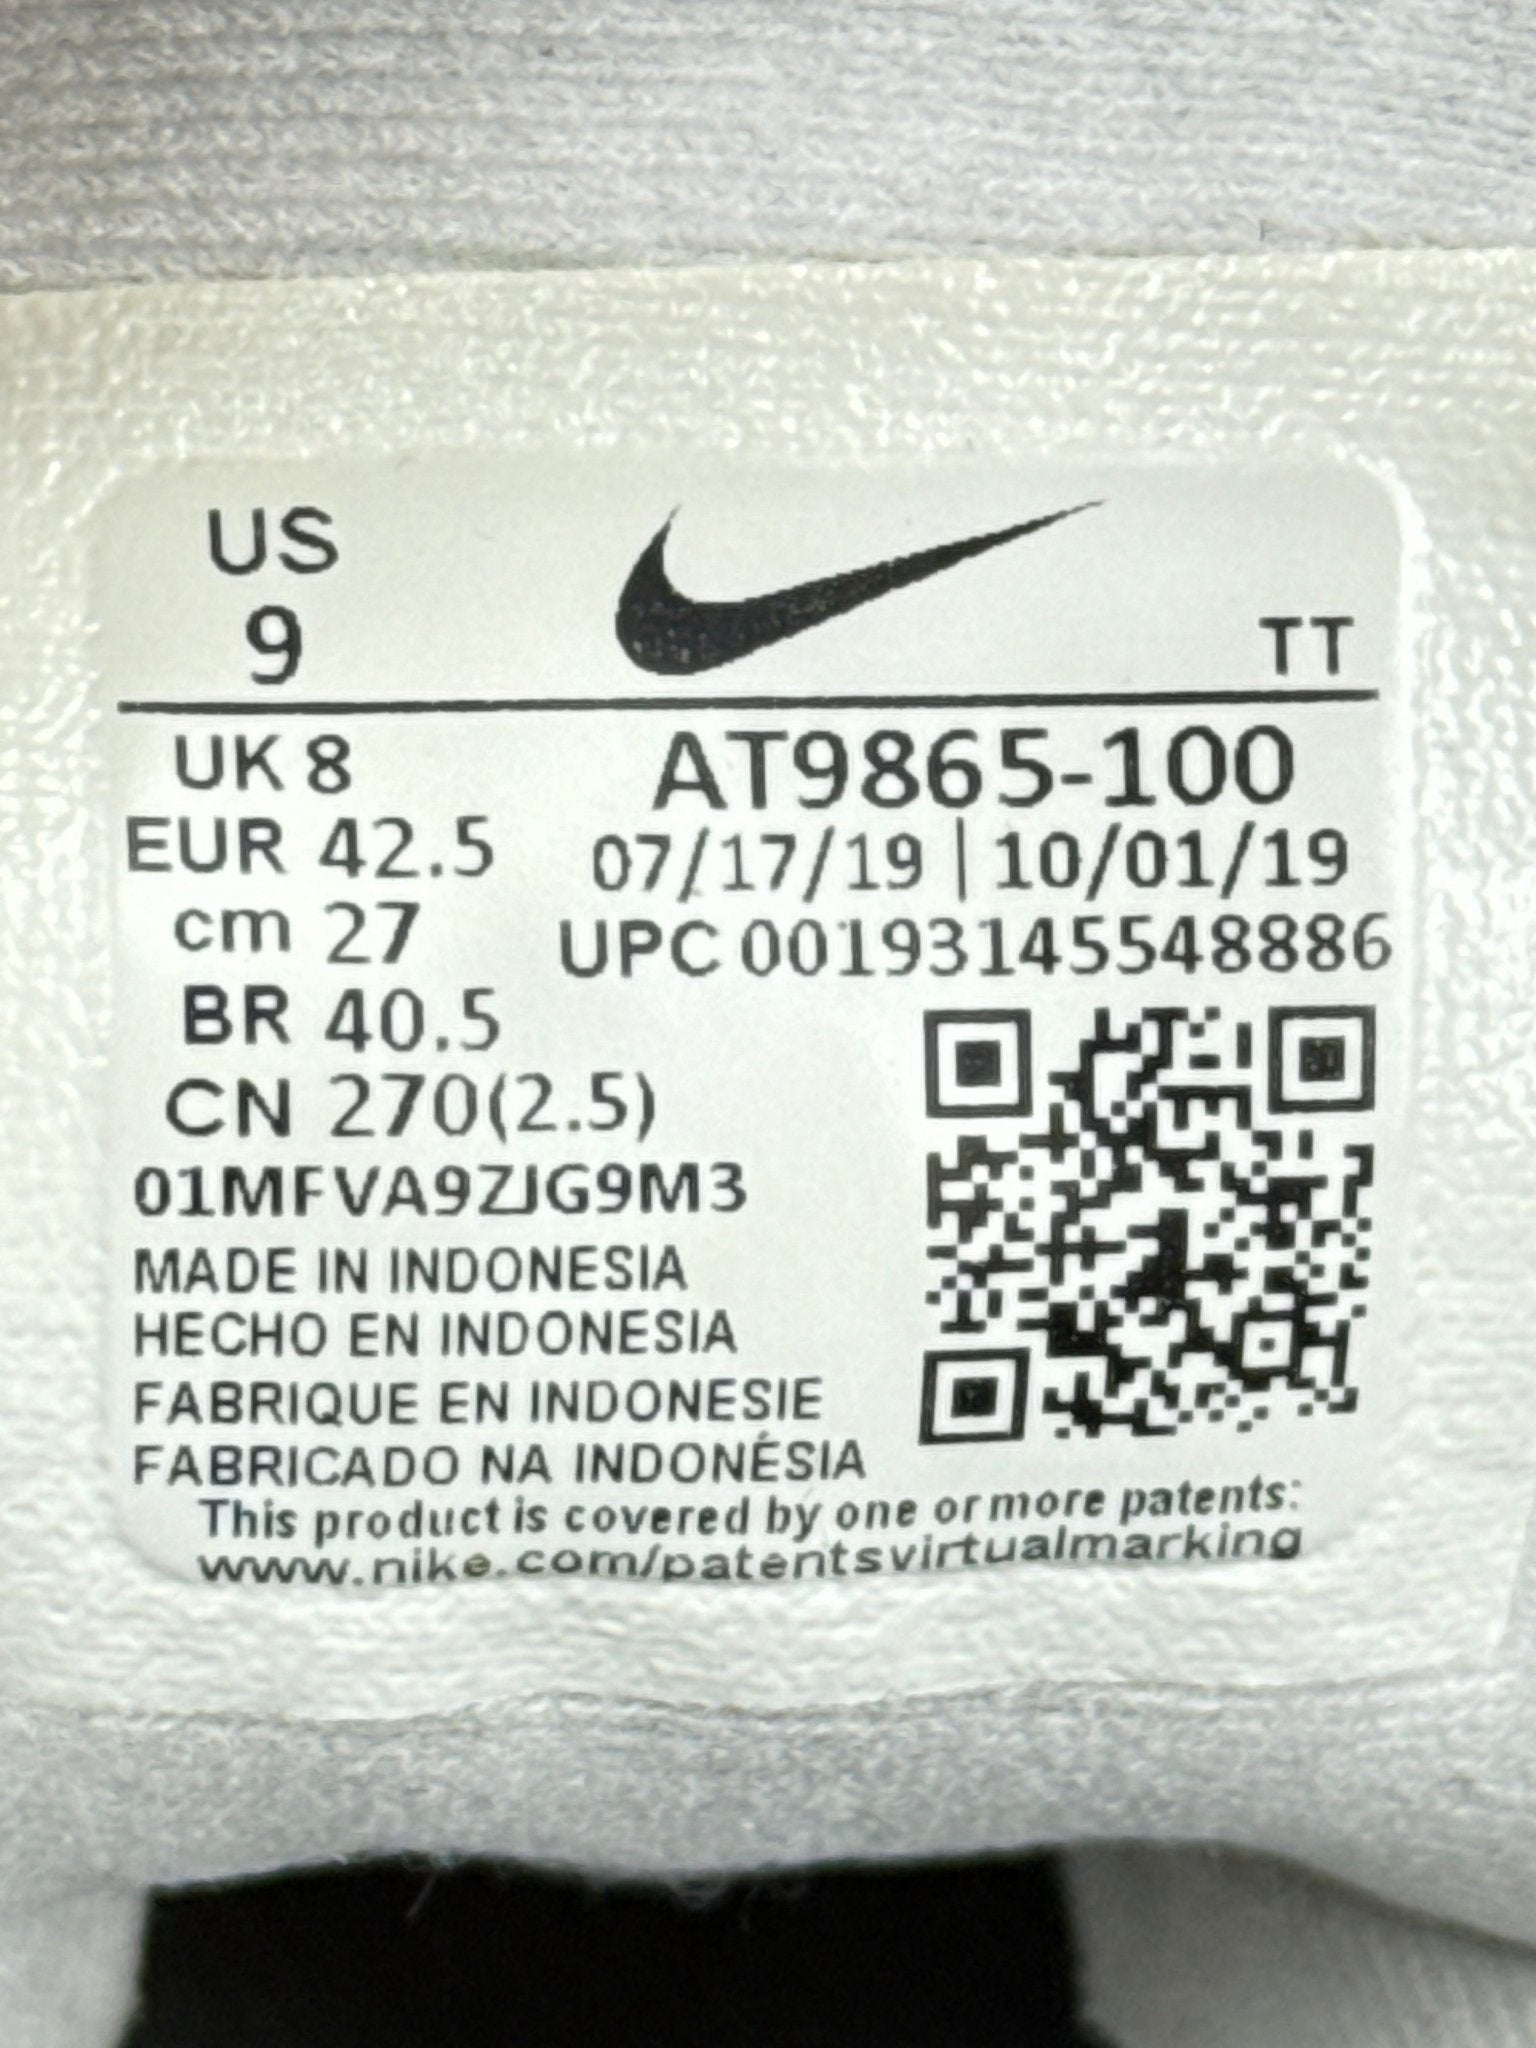 US
9
TT
UK 8
EUR 42.5
cm 27
BR 40.5
CN 270(2.5)
AT9865-100
07/17/19 | 10/01/19
UPC 00193145548886
01MFVA9ZJG9M3
MADE IN INDONESIA
HECHO EN INDONESIA
FABRIQUE EN INDONESIE
FABRICADO NA INDONÉSIA
This product is covered by one or more patents:
www.nike.com/patentsvirtualmarking